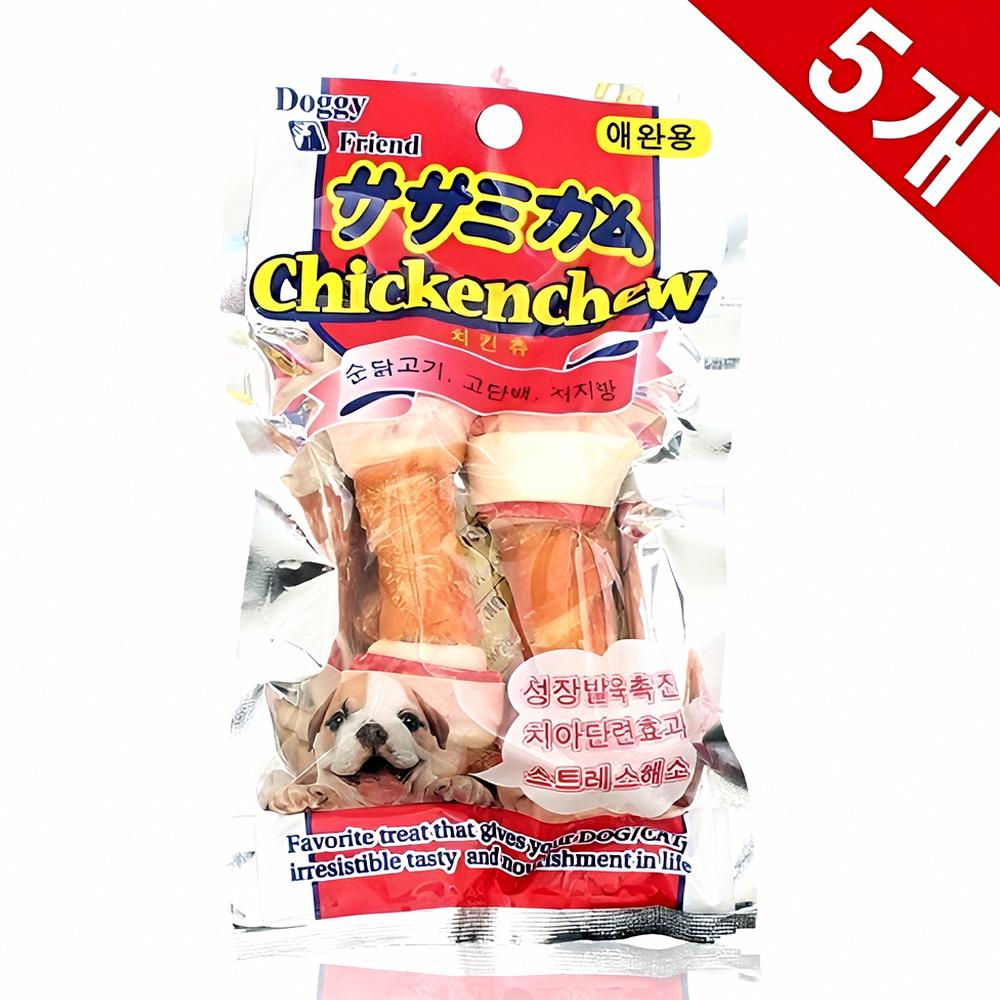 5개
Doggy
Friend
애완용
ササミガム
Chickenchew
치킨츄
순닭고기. 고단백. 저지방
성장발육촉진
치아단련효과
스트레스해소
Favorite treat that gives your DOG/CAT
irresistible tasty and nourishment in life